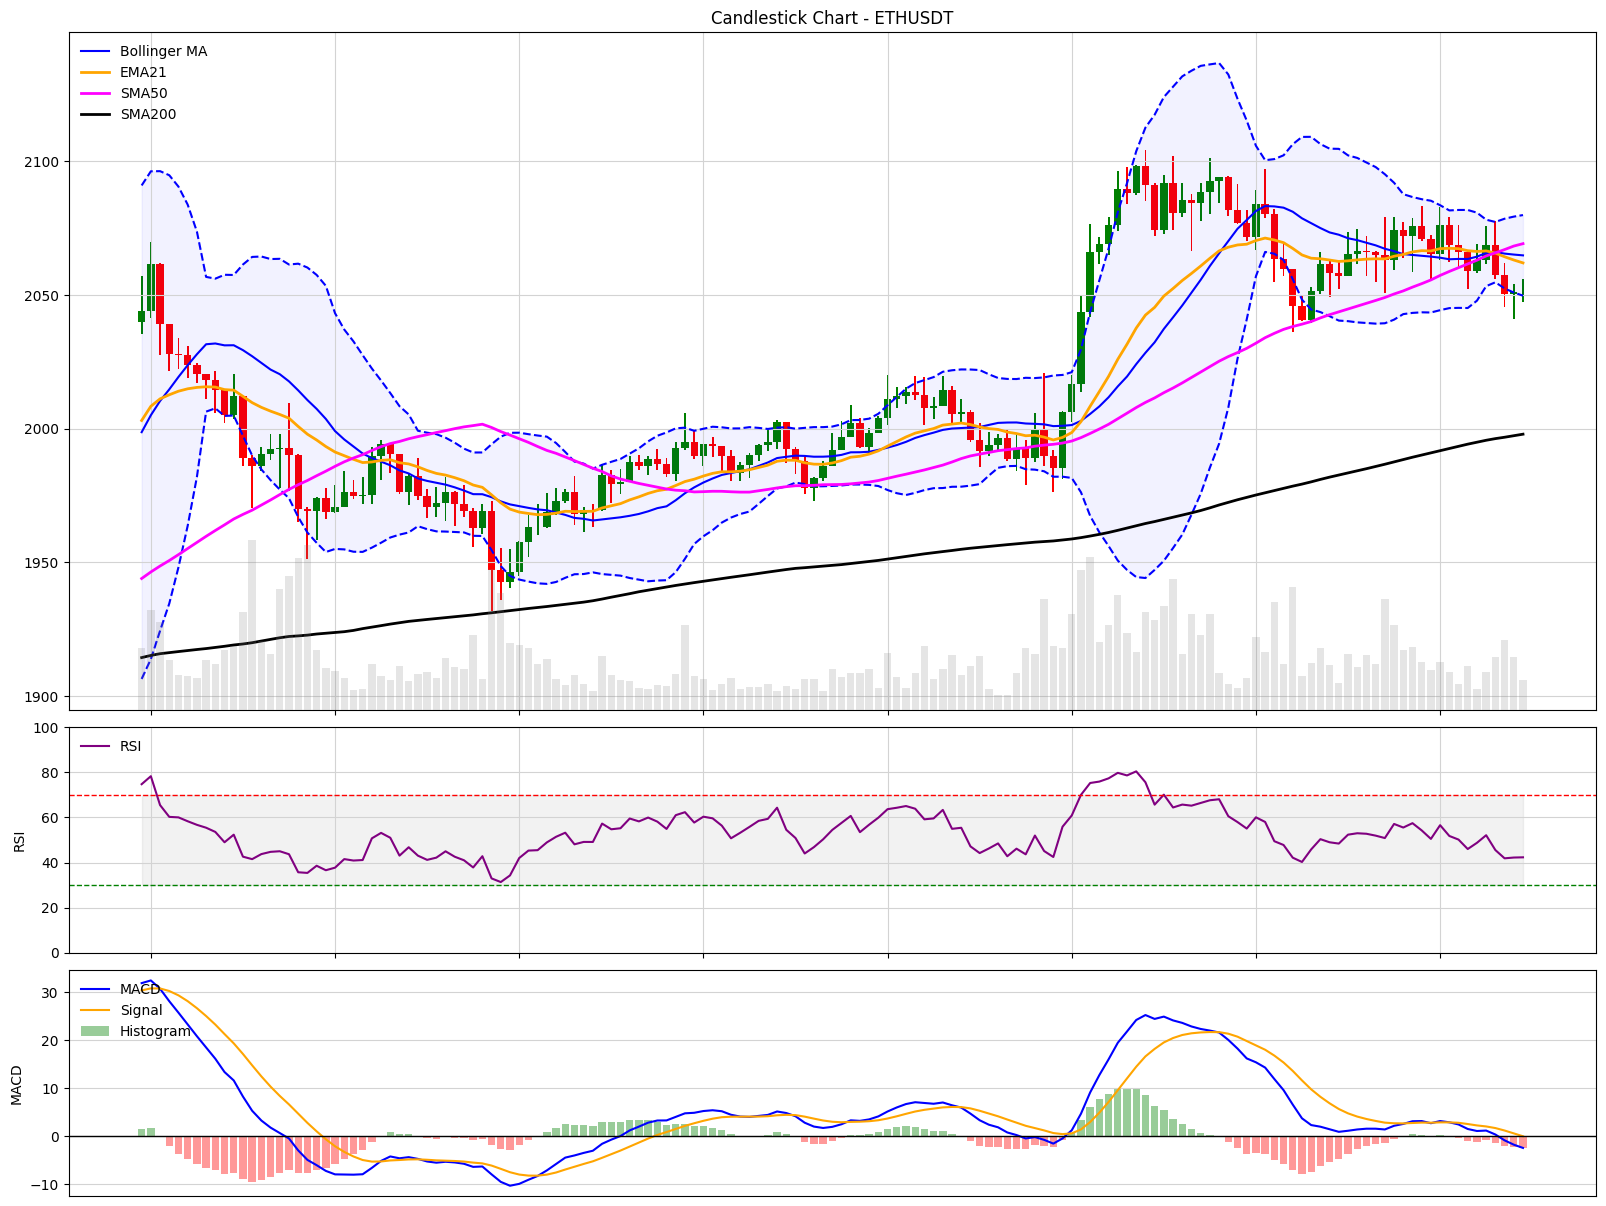 Candlestick Chart - ETHUSDT
Bollinger MA
EMA21
SMA50
SMA200
2100
2050
2000
1950
1900
100
RSI
80
60
RSI
40
20
0
MACD
30
Signal
Histogram
20
10
MACD
0
−10